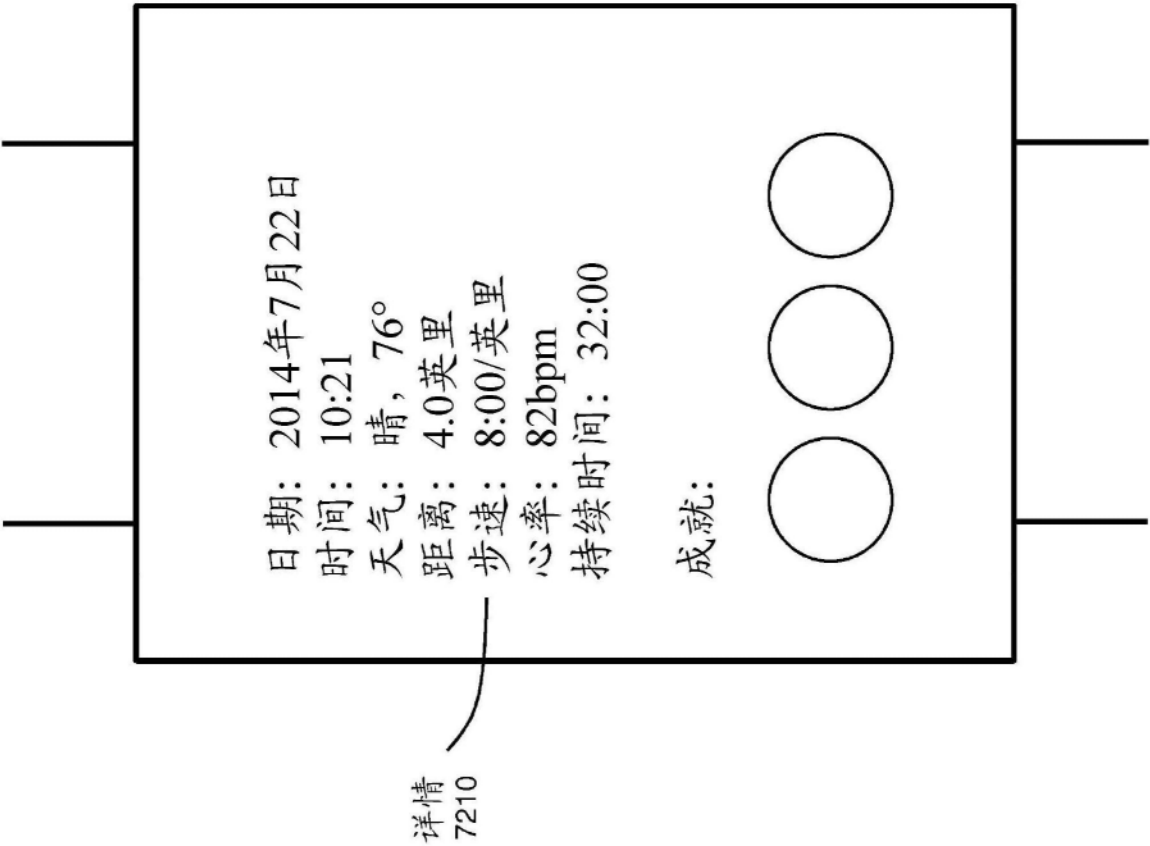 日期：2014年7月22日
时间：10:21
天气：晴，76°
距离：4.0英里
步速：8:00/英里
心率：82bpm
持续时间：32:00
成就：
详情
7210